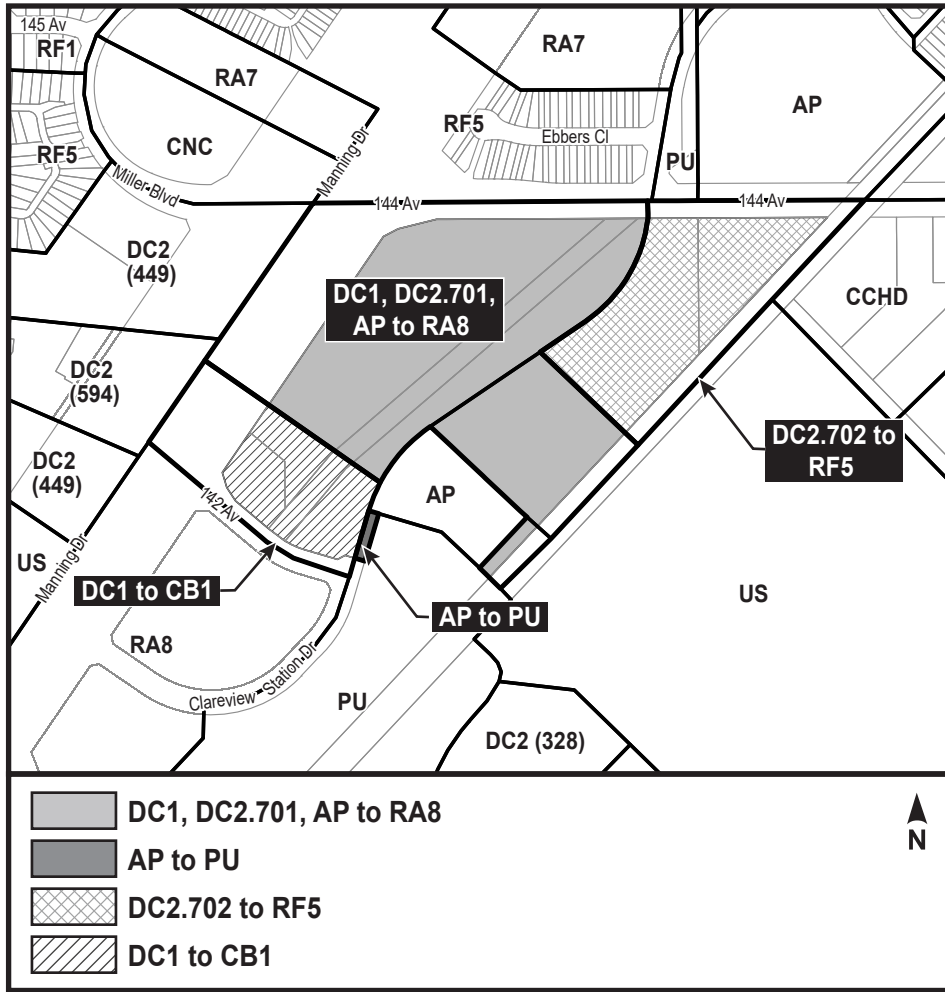 145 Av
RF1
RA7
RA7
AP
RF5
Ebbers Cl
CNC
RF5
PU
Manning Dr
Miller Blvd
144 Av
144 Av
DC2
(449)
DC1, DC2.701,
AP to RA8
CCHD
DC2
(594)
DC2.702 to
RF5
DC2
(449)
AP
142 Av
US
Manning Dr
DC1 to CB1
US
AP to PU
RA8
Clareview Station Dr
PU
DC2 (328)
DC1, DC2.701, AP to RA8
AP to PU
DC2.702 to RF5
DC1 to CB1
N